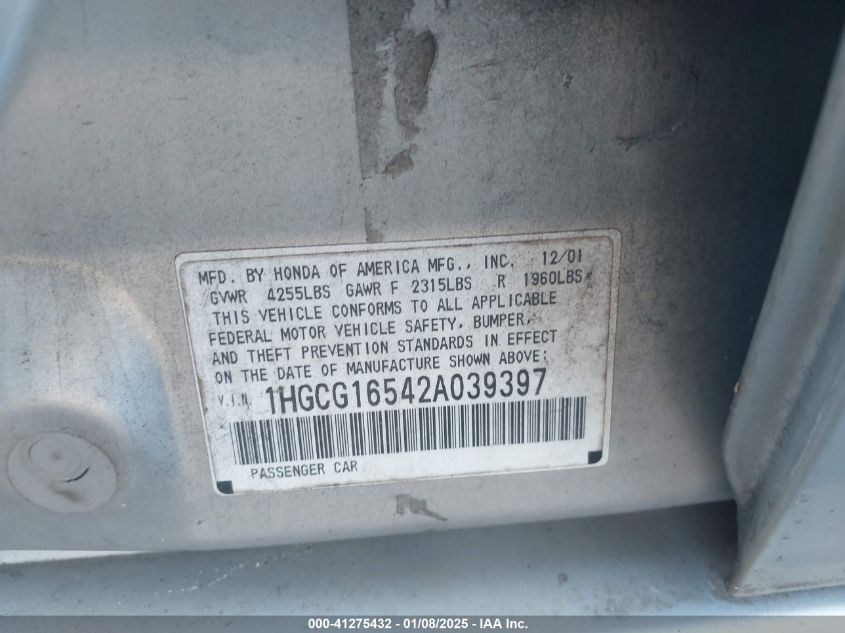 MFD. BY HONDA OF AMERICA MFG., INC. 12/01
GVWR 4255LBS GAWR F 2315LBS R 1960LBS
THIS VEHICLE CONFORMS TO ALL APPLICABLE
FEDERAL MOTOR VEHICLE SAFETY, BUMPER,
AND THEFT PREVENTION STANDARDS IN EFFECT
ON THE DATE OF MANUFACTURE SHOWN ABOVE:
V.I.N. 1HGCG16542A039397
PASSENGER CAR
000-41275432 - 01/08/2025 - IAA Inc.